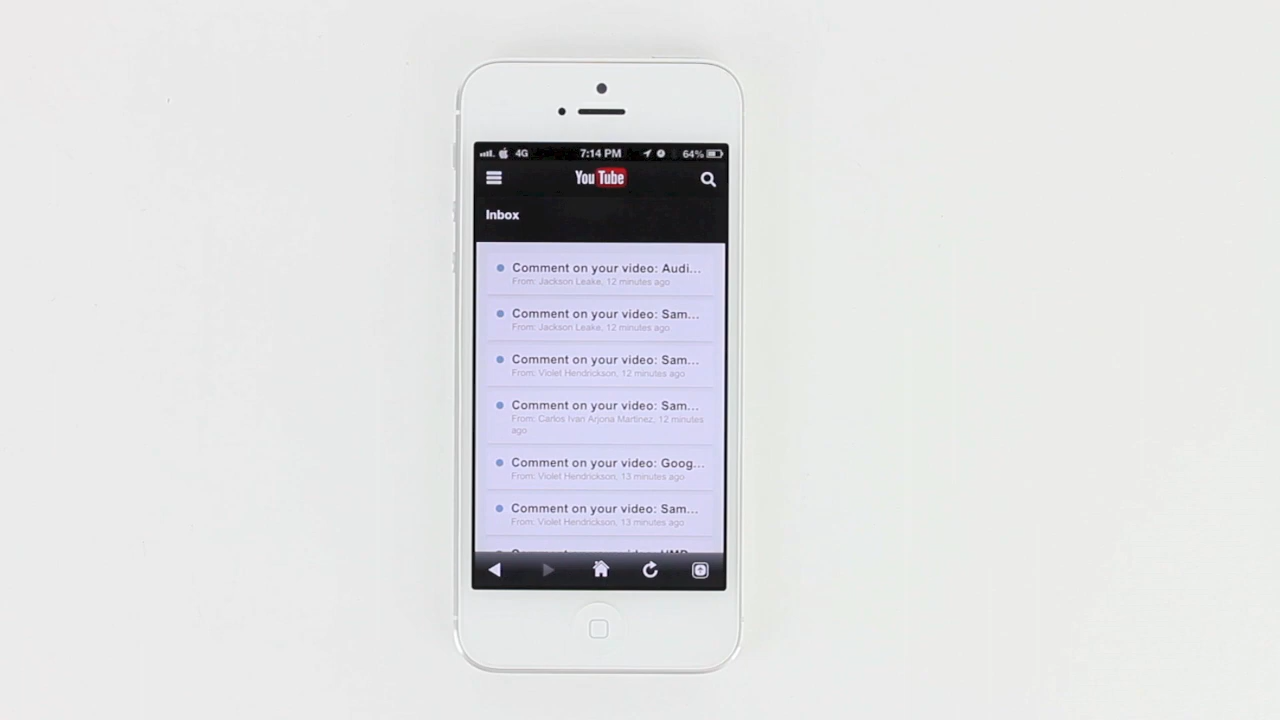 4G 7:14 PM 64%
YouTube
Inbox
Comment on your video: Audi...
From: Jackson Leake, 12 minutes ago
Comment on your video: Sam...
From: Jackson Leake, 12 minutes ago
Comment on your video: Sam...
From: Violet Hendrickson, 12 minutes ago
Comment on your video: Sam...
From: Carlos Ivan Arjona Martinez, 12 minutes
ago
Comment on your video: Goog...
From: Violet Hendrickson, 13 minutes ago
Comment on your video: Sam...
From: Violet Hendrickson, 13 minutes ago